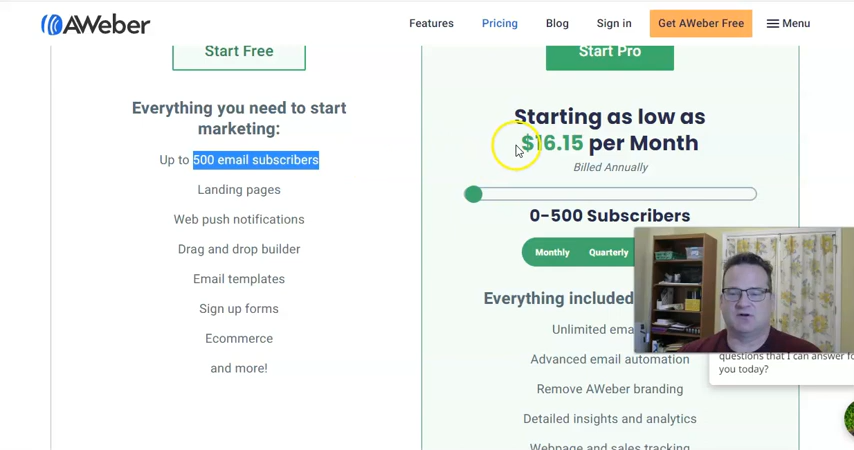 AWeber
Features
Pricing
Blog
Sign in
Get AWeber Free
Menu
Start Free
Everything you need to start
marketing:
Up to 500 email subscribers
Landing pages
Web push notifications
Drag and drop builder
Email templates
Sign up forms
Ecommerce
and more!
Start Pro
Starting as low as
$16.15 per Month
Billed Annually
0-500 Subscribers
Monthly
Quarterly
Everything included
Unlimited
Advanced email automation
Remove AWeber branding
Detailed insights and analytics
Webpage and sales tracking
questions that I can answer
you today?